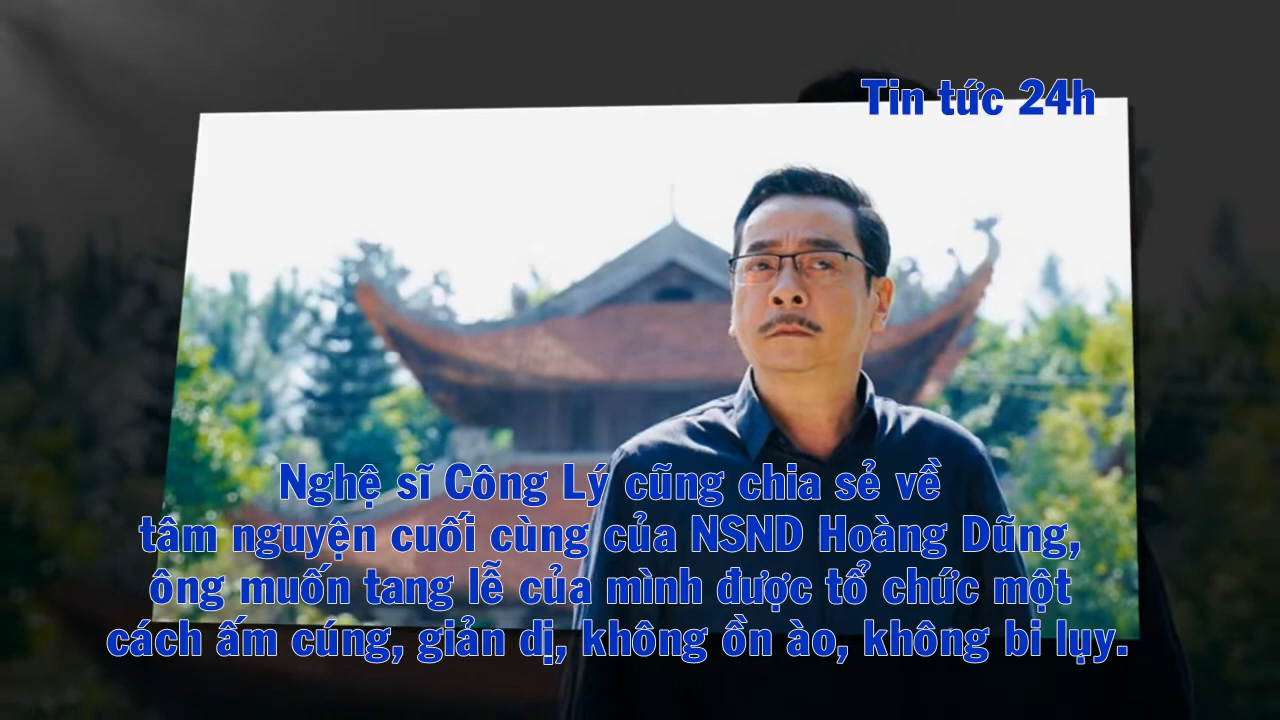 Tin tức 24h
Nghệ sĩ Công Lý cũng chia sẻ về
tâm nguyện cuối cùng của NSND Hoàng Dũng,
ông muốn tang lễ của mình được tổ chức một
cách ấm cúng, giản dị, không ồn ào, không bi lụy.